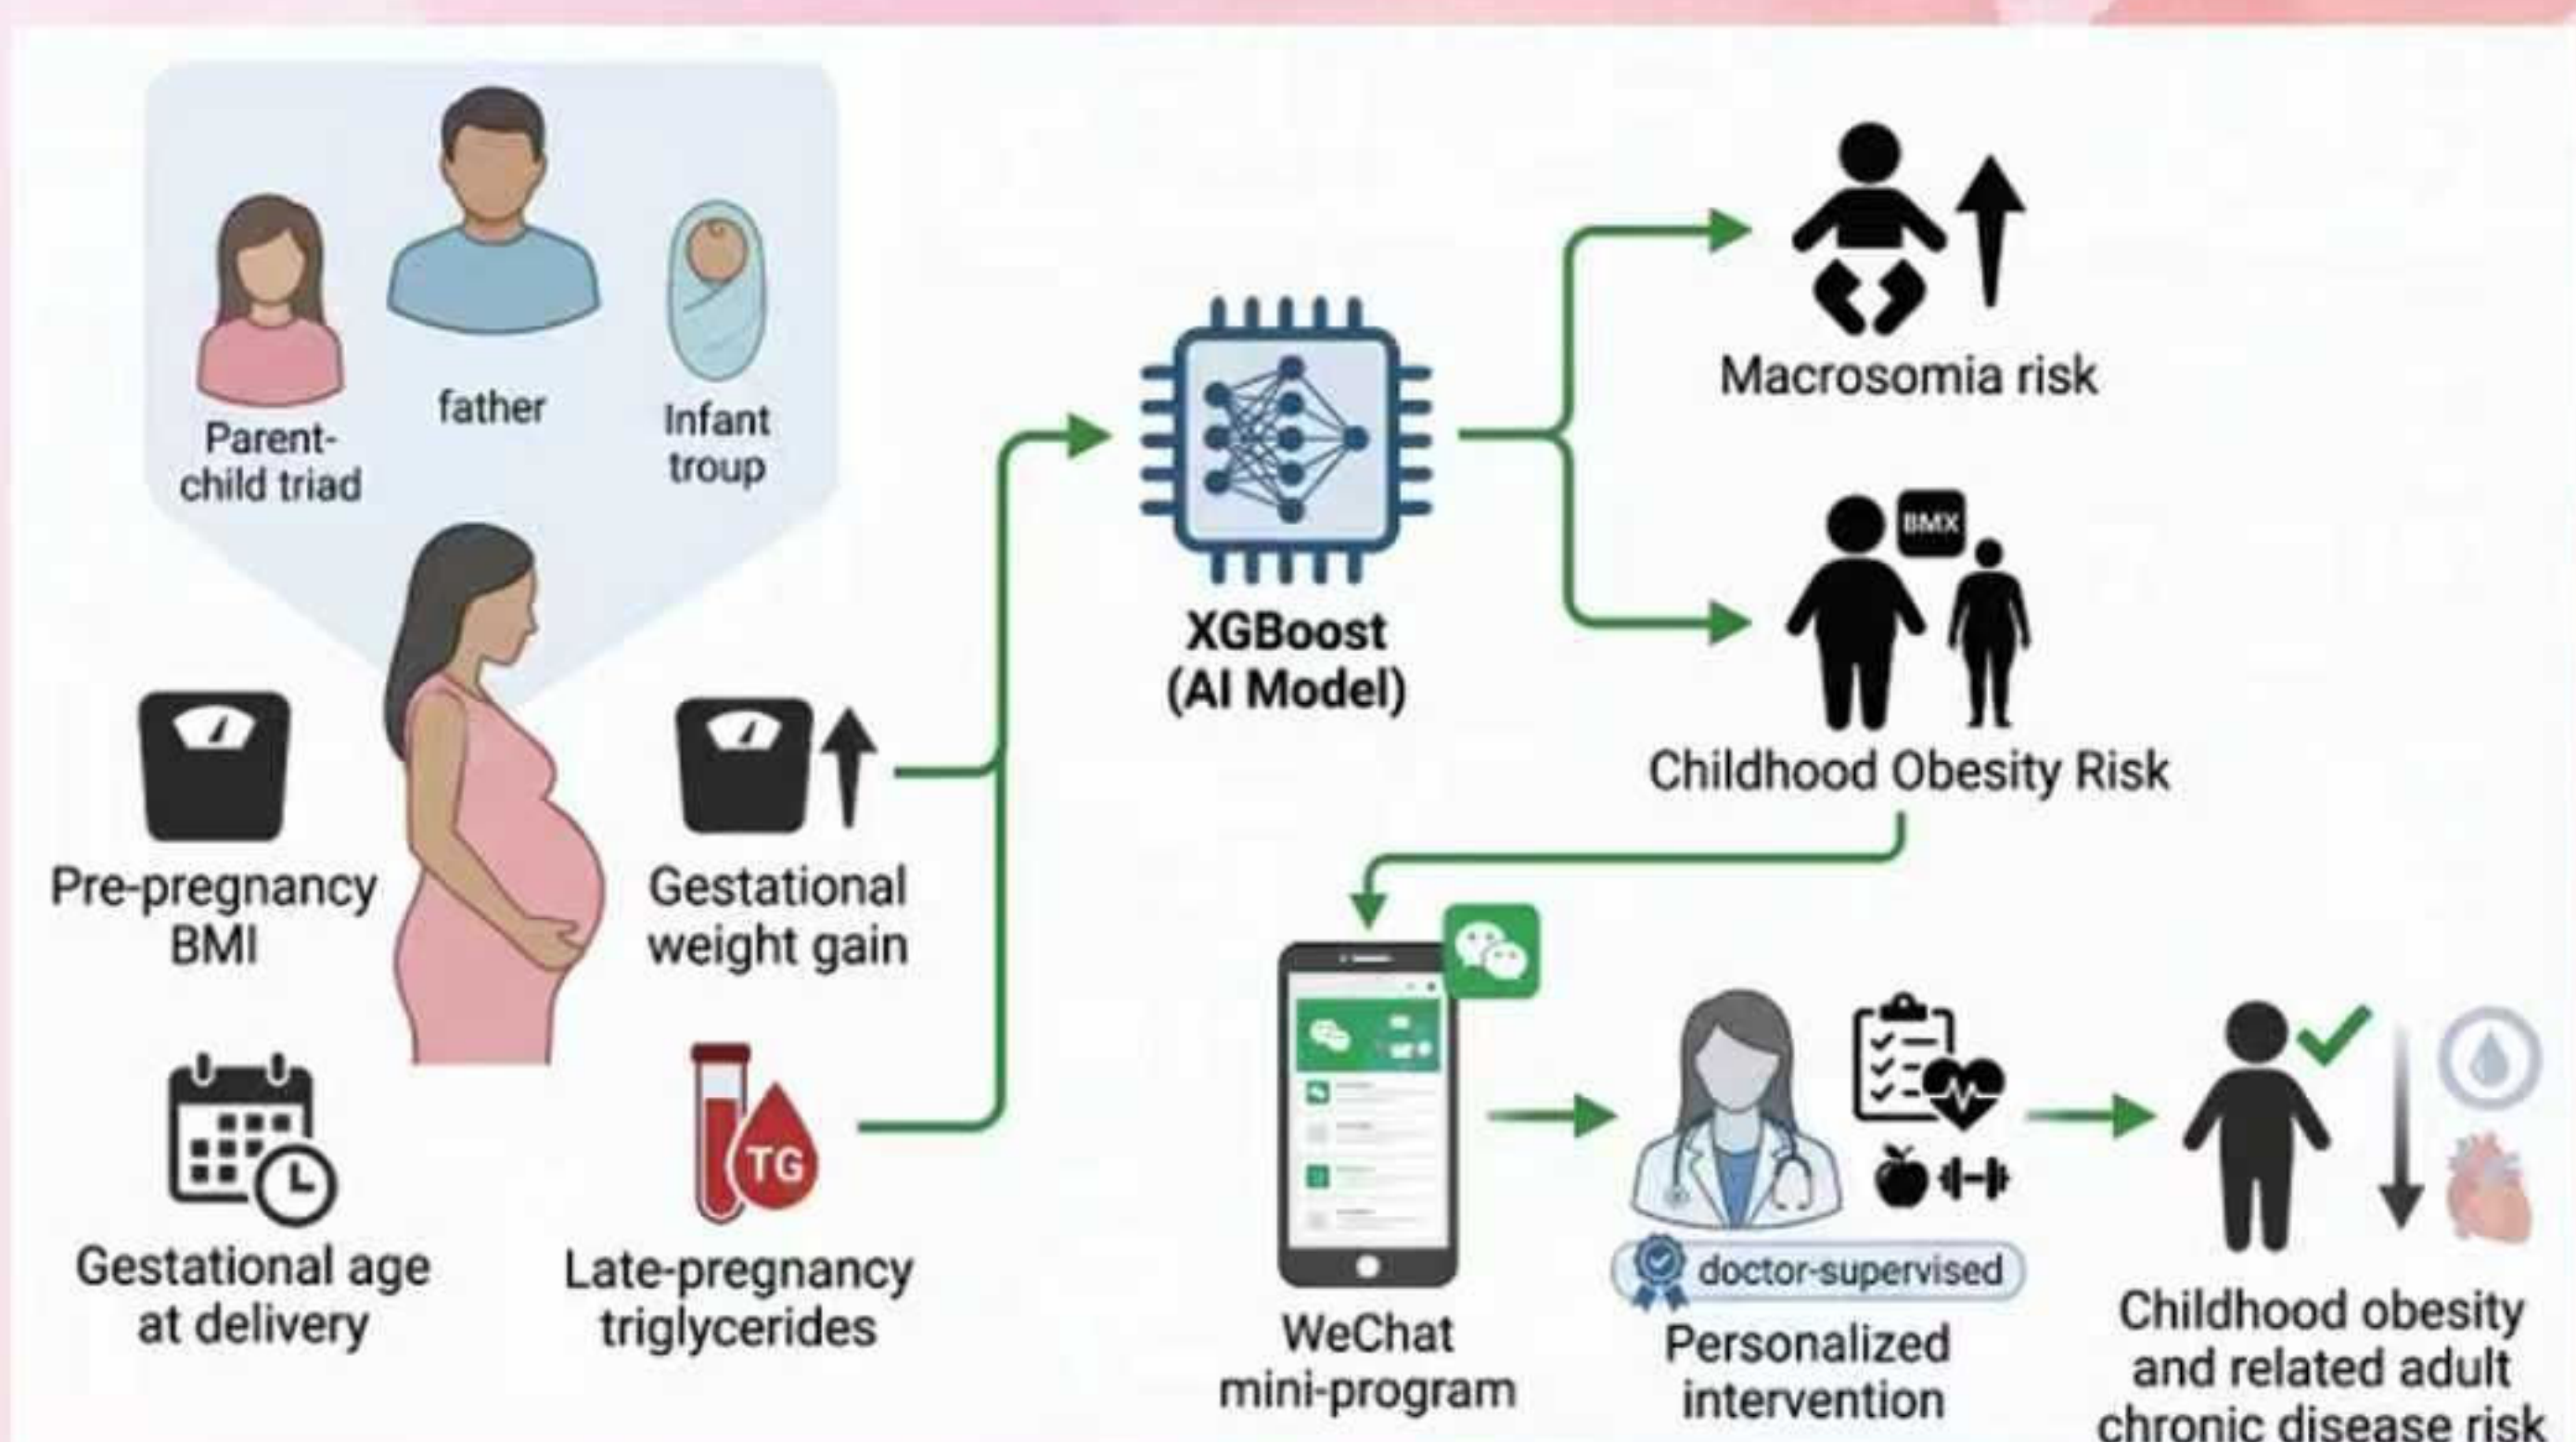 Parent-
child triad
father
Infant
troup
Pre-pregnancy
BMI
Gestational
weight gain
Gestational age
at delivery
TG
Late-pregnancy
triglycerides
XGBoost
(AI Model)
Macrosomia risk
BMX
Childhood Obesity Risk
WeChat
mini-program
doctor-supervised
Personalized
intervention
Childhood obesity
and related adult
chronic disease risk